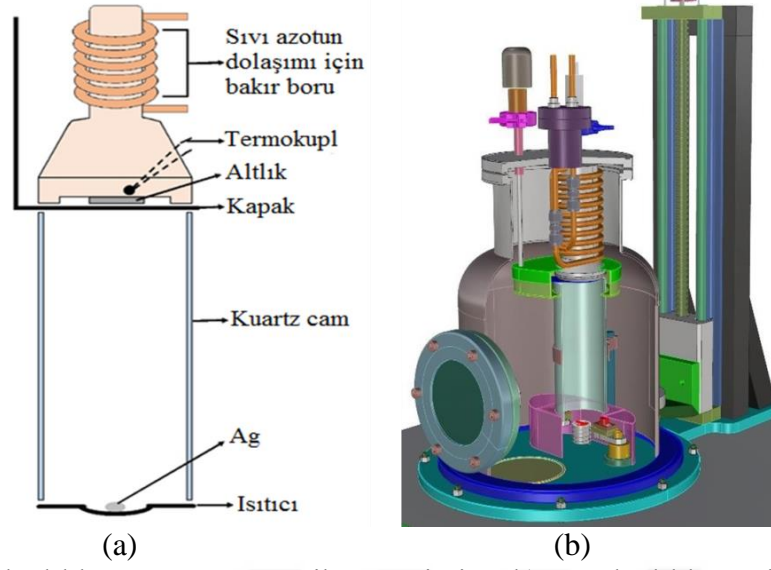 Sıvı azotun
dolaşımı için
bakır boru
Termokupl
Altlık
Kapak
Kuartz cam
Ag
Isıtıcı
(a)
(b)